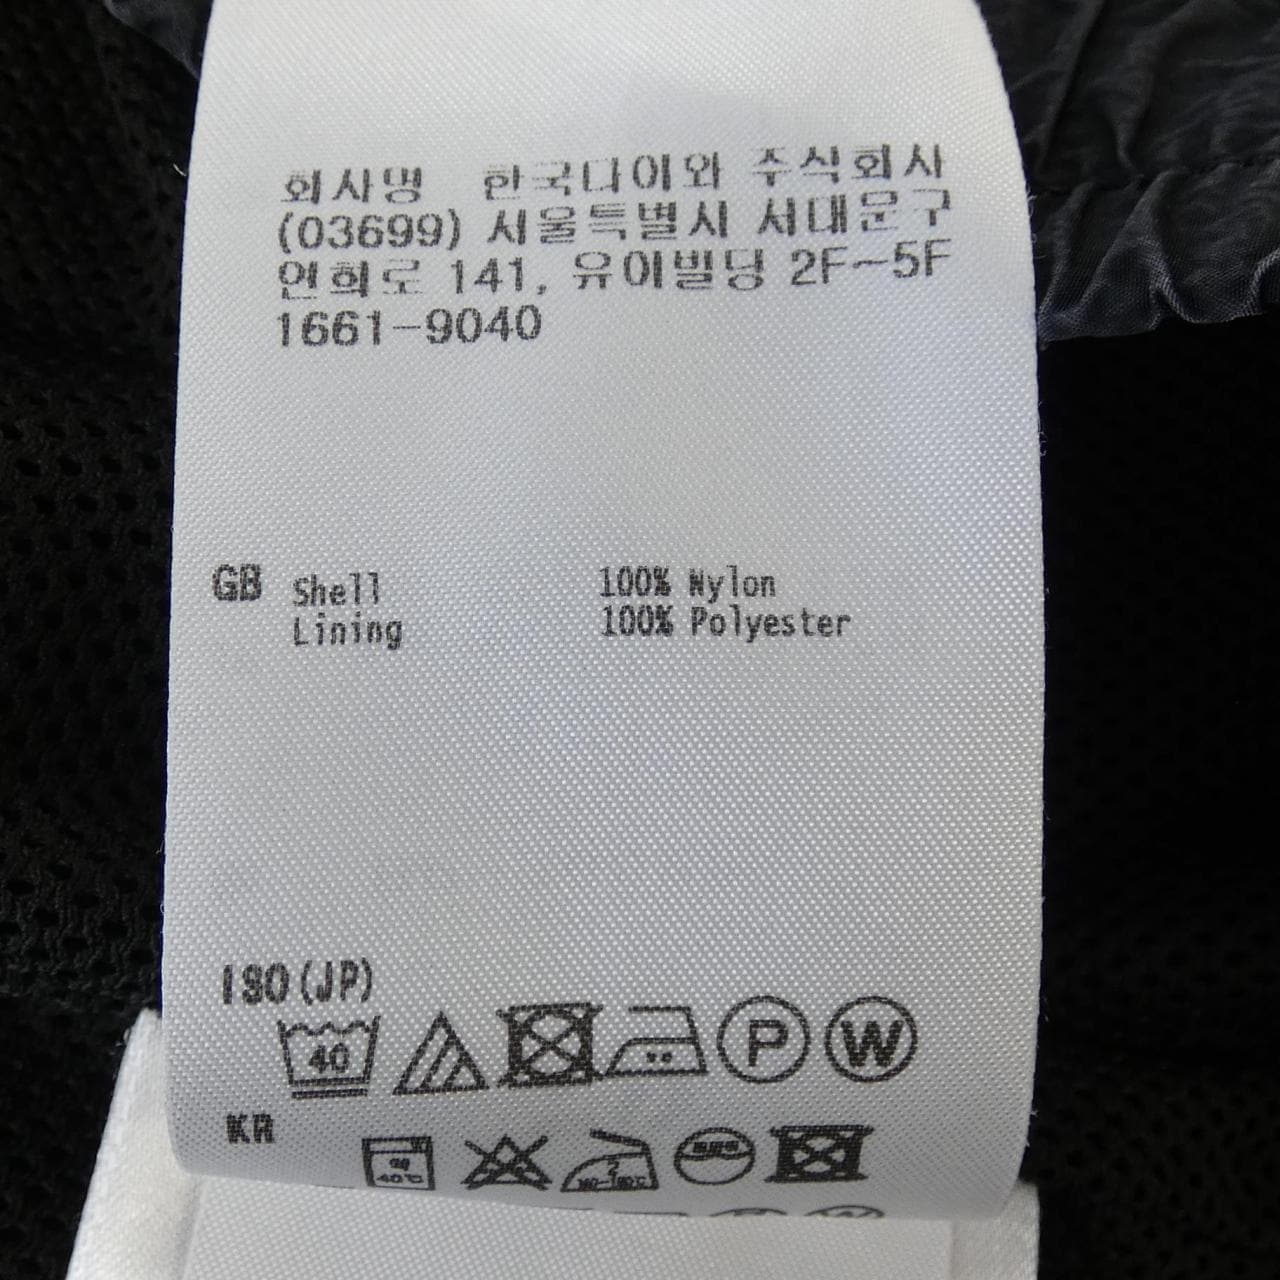 회사명 한국다이와 주식회사
(03699) 서울특별시 서대문구
연희로 141, 유이빌딩 2F~5F
1661-9040
GB Shell 100% Nylon
Lining 100% Polyester
ISO(JP)
40 P W
KR
40℃